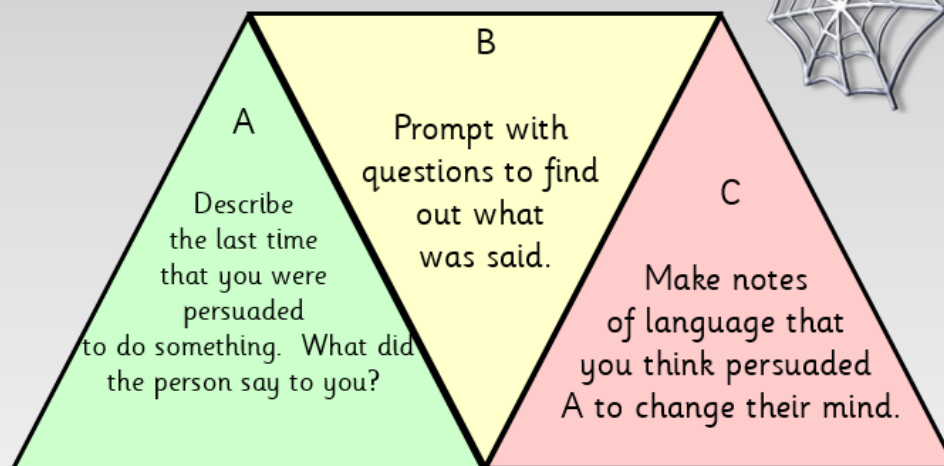 A
Describe
the last time
that you were
persuaded
to do something.  What did
the person say to you?
B
Prompt with
questions to find
out what
was said.
C
Make notes
of language that
you think persuaded
A to change their mind.